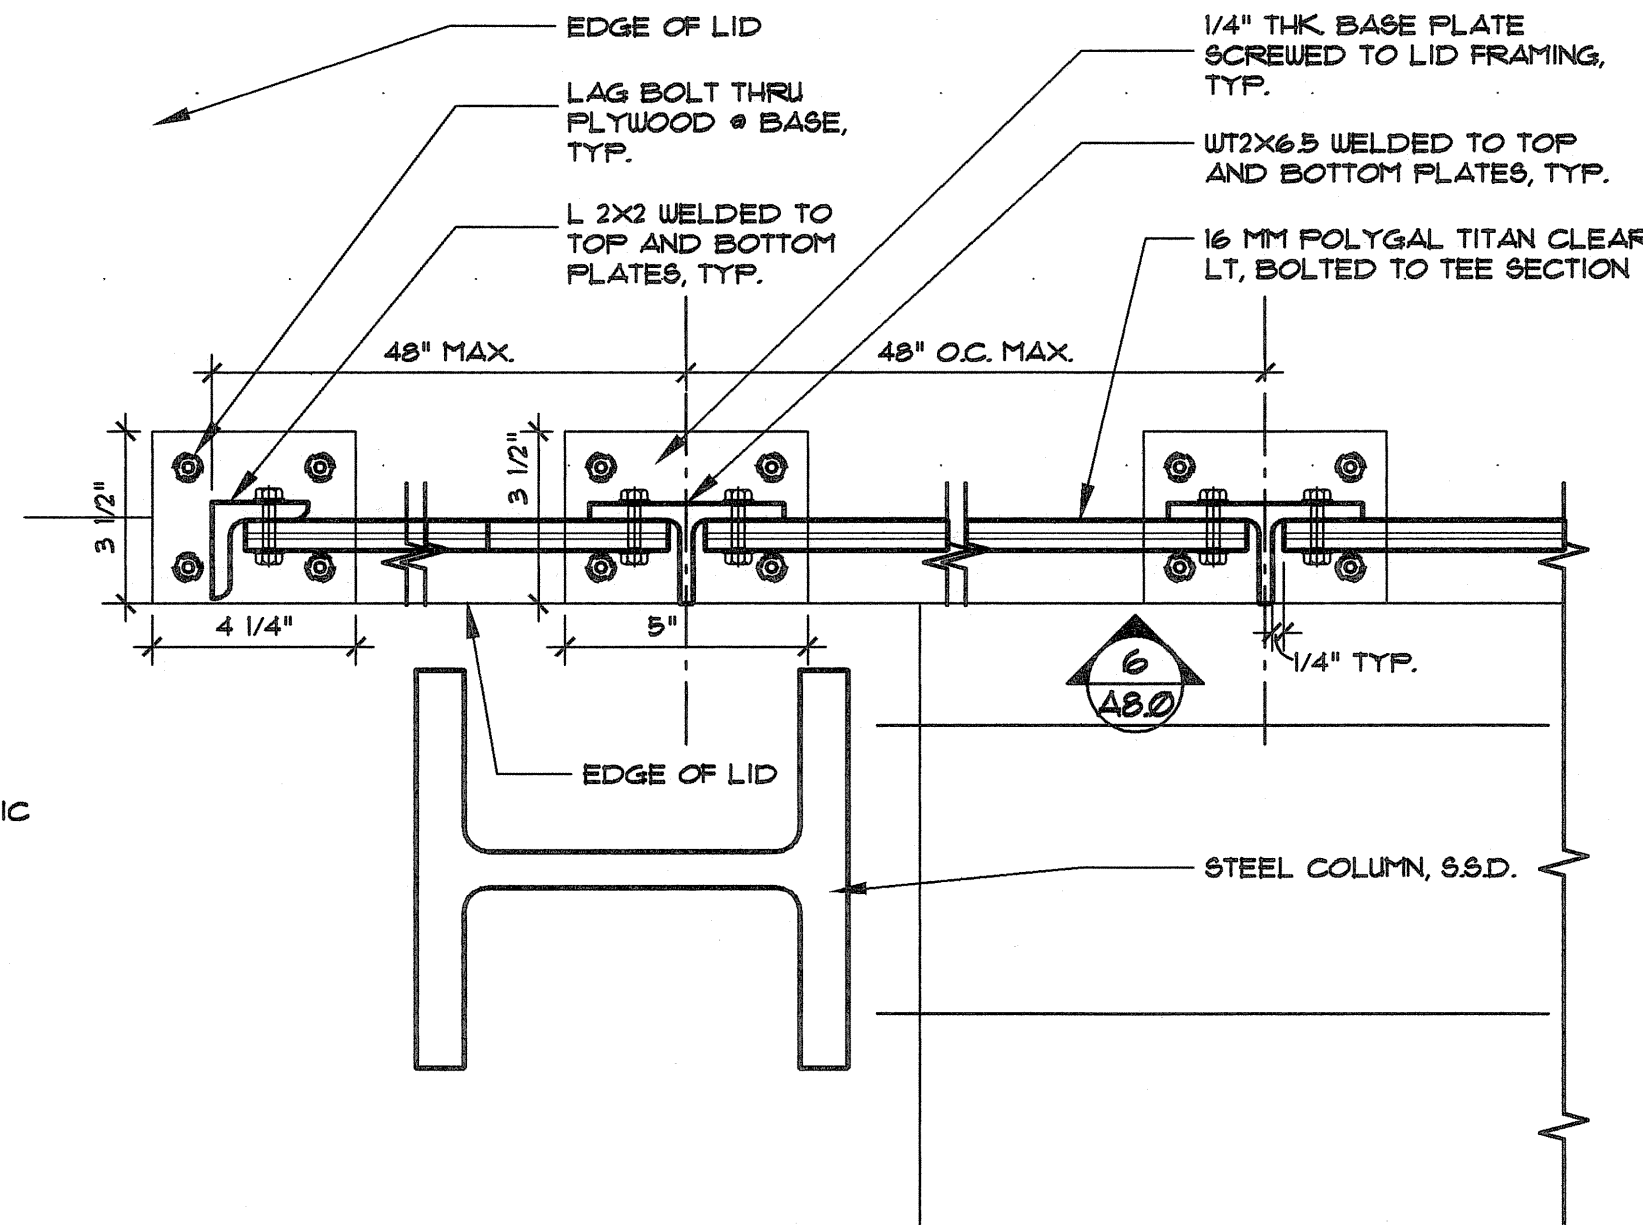 EDGE OF LID
LAG BOLT THRU
PLYWOOD @ BASE,
TYP.
L 2X2 WELDED TO
TOP AND BOTTOM
PLATES, TYP.
1/4" THK. BASE PLATE
SCREWED TO LID FRAMING,
TYP.
WT2X6.5 WELDED TO TOP
AND BOTTOM PLATES, TYP.
16 MM POLYGAL TITAN CLEAR
LT, BOLTED TO TEE SECTION
48" MAX.
48" O.C. MAX.
3 1/2"
3 1/2"
4 1/4"
5"
1/4" TYP.
6
A8.0
EDGE OF LID
IC
STEEL COLUMN, S.S.D.